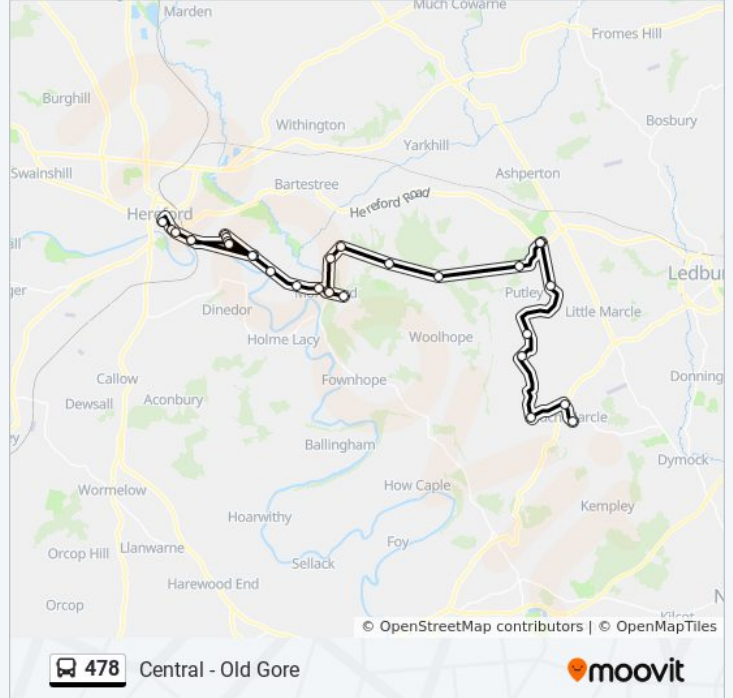 Marden
Much Cowarne
Fromes Hill
Burghill
Withington
Bosbury
Yarkhill
Swainshill
Ashperton
Bartestree
Hereford Road
Hereford
Ledbu
Putley
Dinedor
Little Marcle
Holme Lacy
Woolhope
Callow
Fownhope
Donning
Aconbury
Dewsall
Ballingham
Dymock
How Caple
Wormelow
Kempley
Hoarwithy
Foy
Orcop Hill
Llanwarne
Sellack
Harewood End
Orcop
© OpenStreetMap contributors | © OpenMapTiles
478
Central - Old Gore
moovit